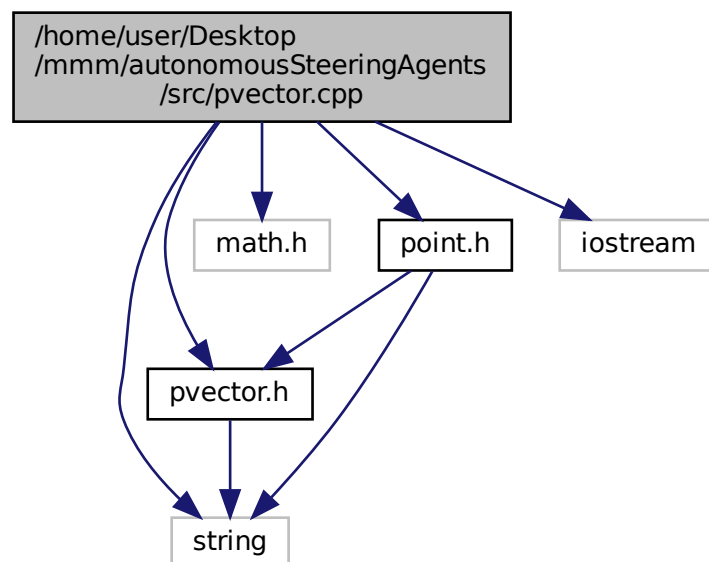 /home/user/Desktop
/mmm/autonomousSteeringAgents
/src/pvector.cpp
math.h
point.h
iostream
pvector.h
string